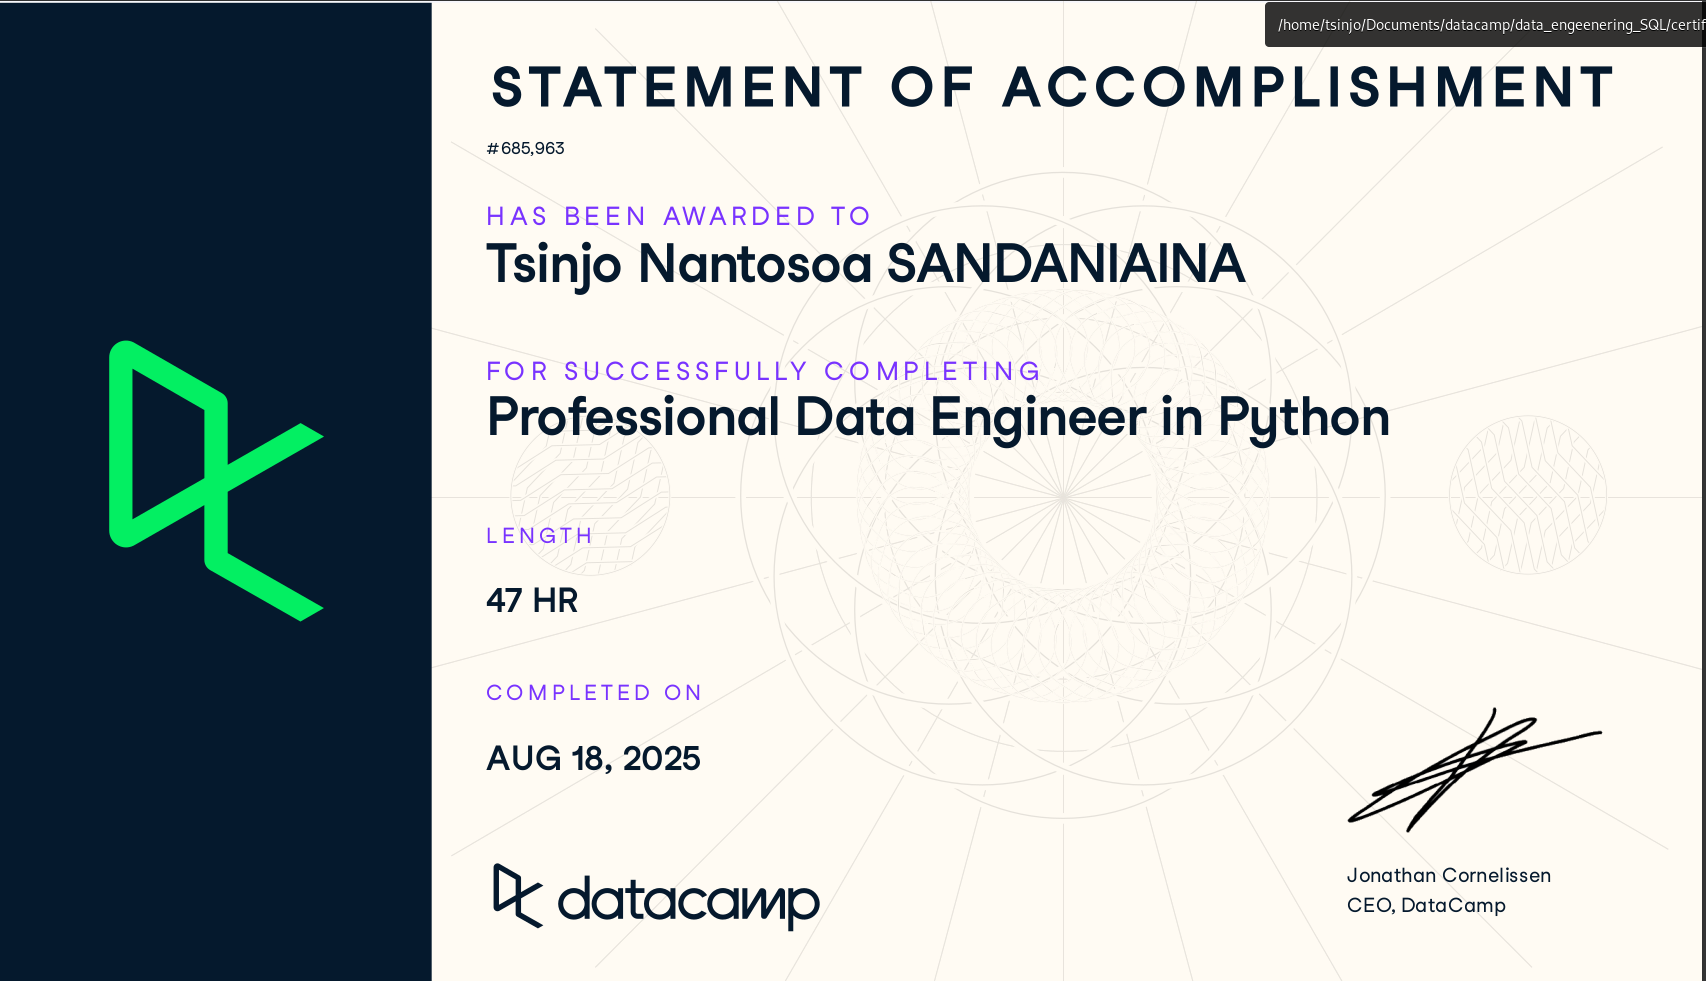 /home/tsinjo/Documents/datacamp/data_engeenering_SQL/certif
STATEMENT OF ACCOMPLISHMENT
#685,963
HAS BEEN AWARDED TO
Tsinjo Nantosoa SANDANIAINA
FOR SUCCESSFULLY COMPLETING
Professional Data Engineer in Python
LENGTH
47 HR
COMPLETED ON
AUG 18, 2025
datacamp
Jonathan Cornelissen
CEO, DataCamp